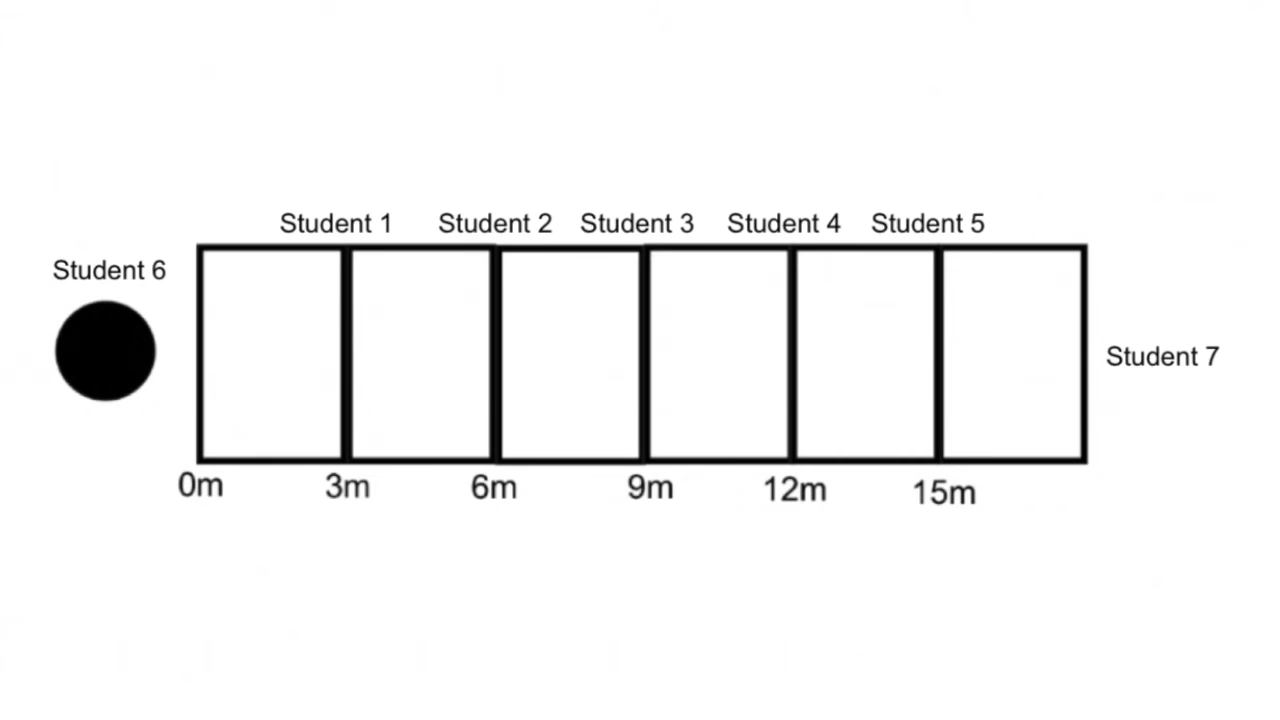 Student 1
Student 2
Student 3
Student 4
Student 5
Student 6
Student 7
0m
3m
6m
9m
12m
15m